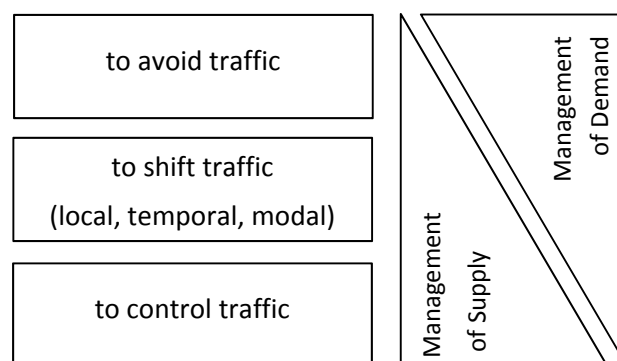 to avoid traffic
to shift traffic
(local, temporal, modal)
to control traffic
Management
of Supply
Management
of Demand